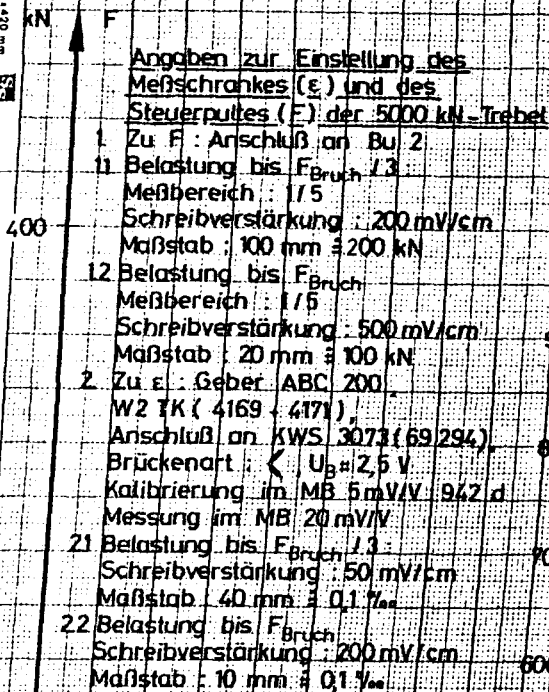 kN F
Angaben zur Einstellung des
Meßschrankes (ε) und des
Steuerpultes (F) der 5000 kN-Trebel
1. Zu F : Anschluß an Bu 2
1.1 Belastung bis F_Bruch / 3 :
Meßbereich : 1/5
Schreibverstärkung : 200 mV/cm
400
Maßstab : 100 mm ≙ 200 kN
1.2 Belastung bis F_Bruch
Meßbereich : 1/5
Schreibverstärkung : 500 mV/cm
Maßstab : 20 mm ≙ 100 kN
2. Zu ε : Geber ABC 200,
W2 TK ( 4169 - 4171),
Anschluß an KWS 3073 (69 294),
Brückenart : < , U_B = 2,5 V
Kalibrierung im MB 5 mV/V 942 d
Messung im MB 20 mV/V
2.1 Belastung bis F_Bruch / 3 :
Schreibverstärkung : 50 mV/cm
Maßstab : 40 mm ≙ 0,1 ‰
2.2 Belastung bis F_Bruch
Schreibverstärkung : 200 mV/cm
600
Maßstab : 10 mm ≙ 0,1 ‰